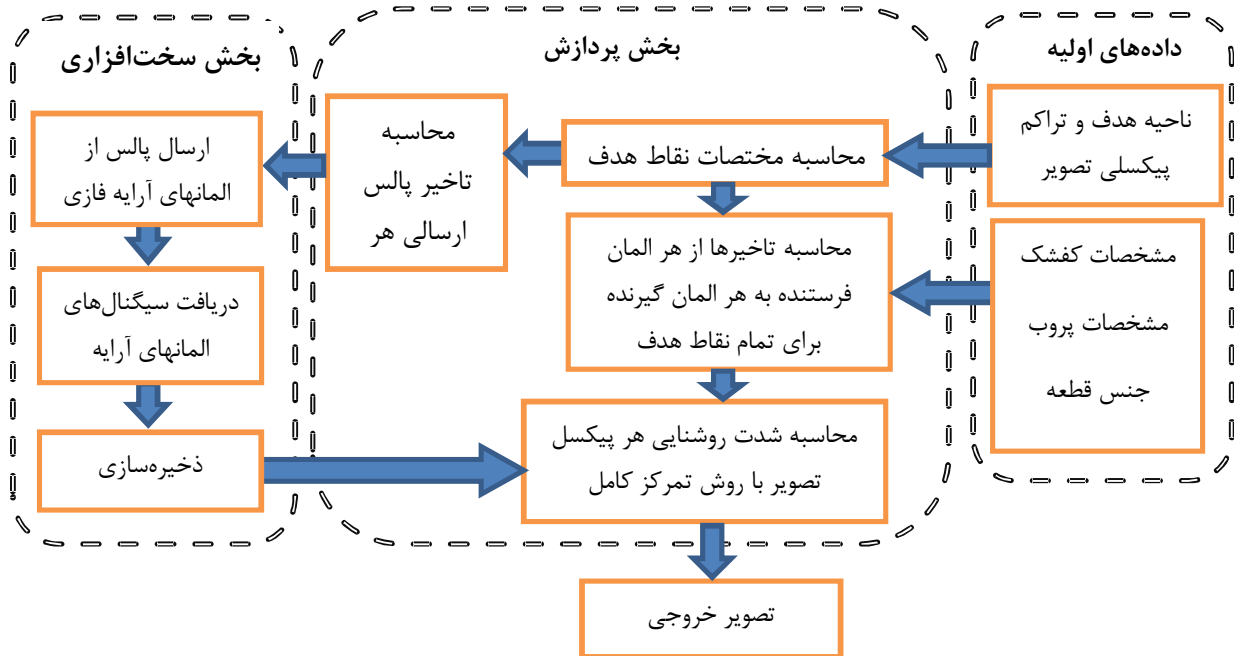 داده‌های اولیه
ناحیه هدف و تراکم
پیکسلی تصویر
مشخصات کفشک
مشخصات پروب
جنس قطعه
بخش پردازش
محاسبه مختصات نقاط هدف
محاسبه تاخیرها از هر المان
فرستنده به هر المان گیرنده
برای تمام نقاط هدف
محاسبه شدت روشنایی هر پیکسل
تصویر با روش تمرکز کامل
محاسبه
تاخیر پالس
ارسالی هر
بخش سخت‌افزاری
ارسال پالس از
المانهای آرایه فازی
دریافت سیگنال‌های
المانهای آرایه
ذخیره‌سازی
تصویر خروجی